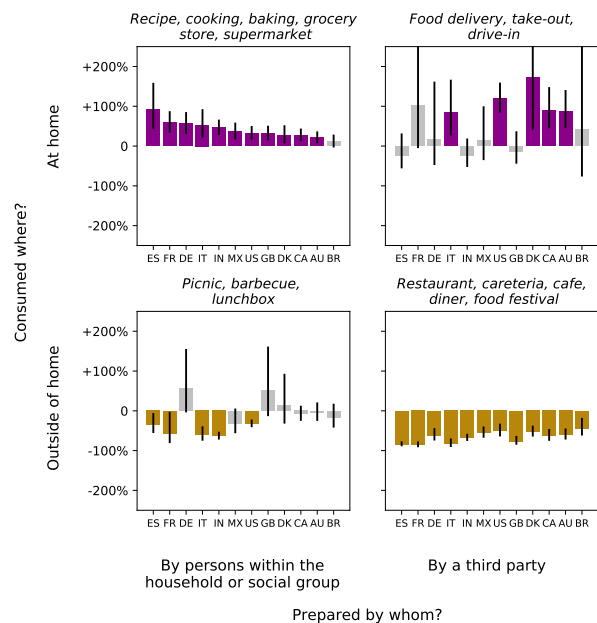 Recipe, cooking, baking, grocery
store, supermarket
Food delivery, take-out,
drive-in
+200%
+100%
0
-100%
-200%
At home
ES FR DE IT IN MX US GB DK CA AU BR
ES FR DE IT IN MX US GB DK CA AU BR
Consumed where?
Picnic, barbecue,
lunchbox
Restaurant, careteria, cafe,
diner, food festival
+200%
+100%
0
-100%
-200%
Outside of home
ES FR DE IT IN MX US GB DK CA AU BR
ES FR DE IT IN MX US GB DK CA AU BR
By persons within the
household or social group
By a third party
Prepared by whom?